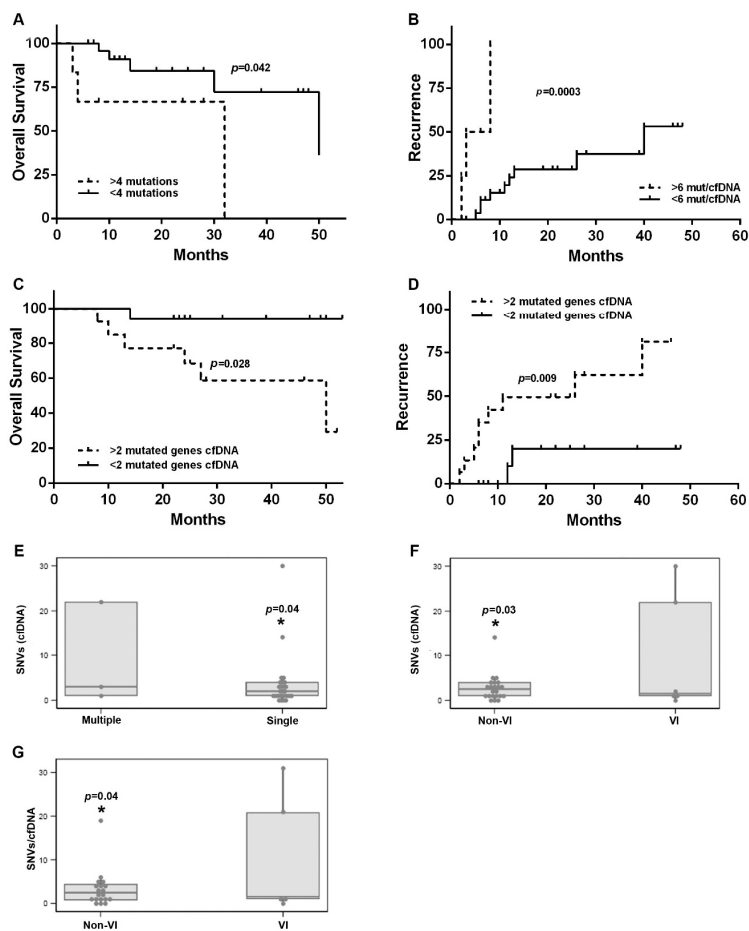 A
Overall Survival
100
75
50
25
0
p=0.042
>4 mutations
<4 mutations
0 10 20 30 40 50
Months
B
Recurrence
100
75
50
25
0
p=0.0003
>6 mut/cfDNA
<6 mut/cfDNA
0 10 20 30 40 50 60
Months
C
Overall Survival
100
80
60
40
20
0
p=0.028
>2 mutated genes cfDNA
<2 mutated genes cfDNA
0 10 20 30 40 50
Months
D
Recurrence
100
75
50
25
0
>2 mutated genes cfDNA
<2 mutated genes cfDNA
p=0.009
0 10 20 30 40 50 60
Months
E
SNVs (cfDNA)
30
20
10
0
p=0.04
*
Multiple Single
F
SNVs (cfDNA)
30
20
10
0
p=0.03
*
Non-VI VI
G
SNVs/cfDNA
30
20
10
0
p=0.04
*
Non-VI VI